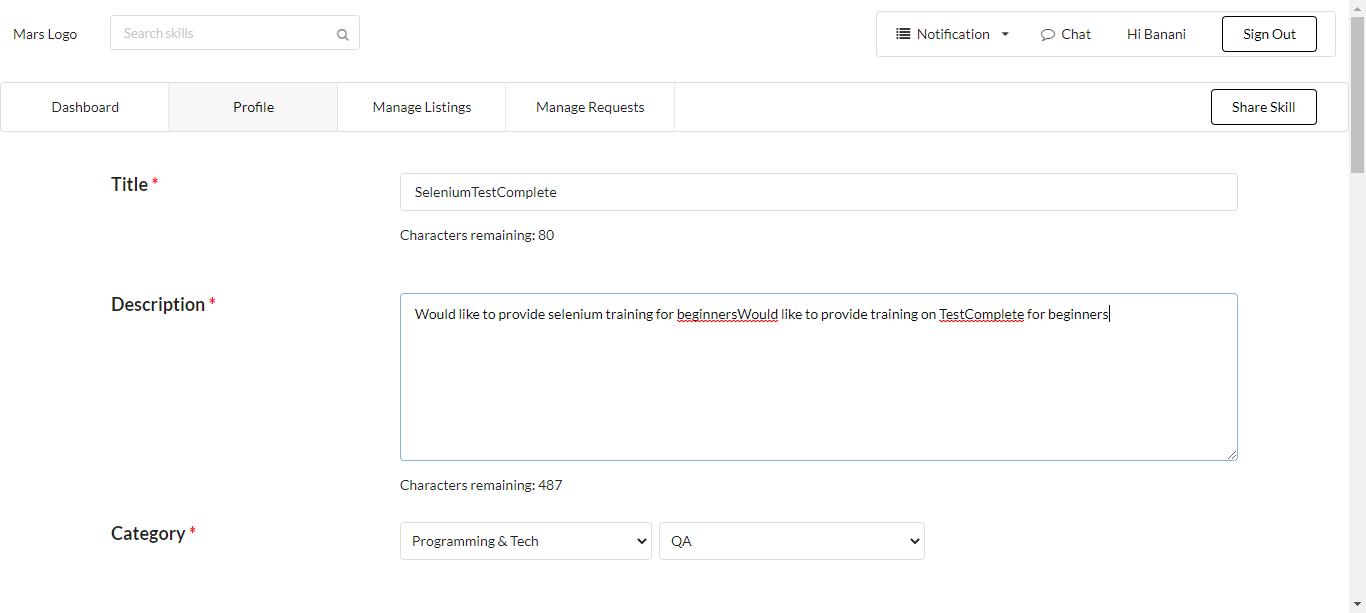 Mars Logo
Search skills
Notification
Chat
Hi Banani
Sign Out
Dashboard
Profile
Manage Listings
Manage Requests
Share Skill
Title *
SeleniumTestComplete
Characters remaining: 80
Description *
Would like to provide selenium training for beginnersWould like to provide training on TestComplete for beginners
Characters remaining: 487
Category *
Programming & Tech
QA